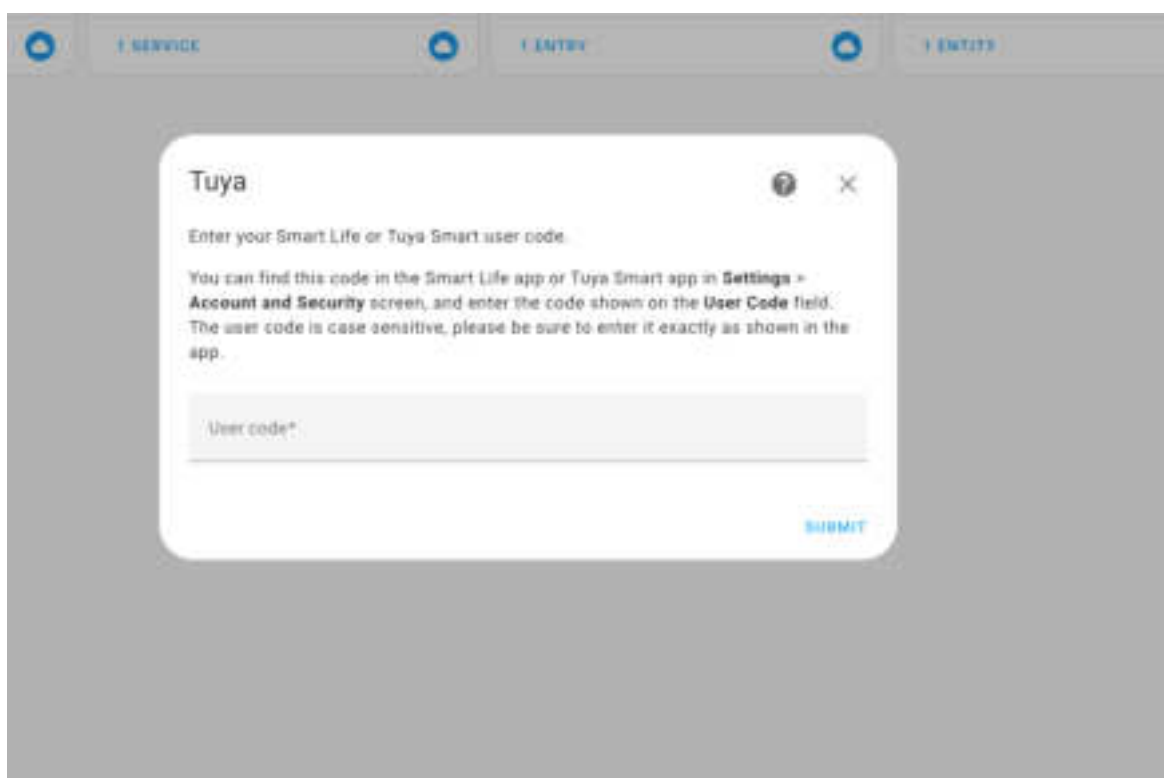 1 SERVICE
1 ENTRY
1 ENTITY
Tuya
Enter your Smart Life or Tuya Smart user code.
You can find this code in the Smart Life app or Tuya Smart app in Settings >
Account and Security screen, and enter the code shown on the User Code field.
The user code is case sensitive, please be sure to enter it exactly as shown in the
app.
User code*
SUBMIT